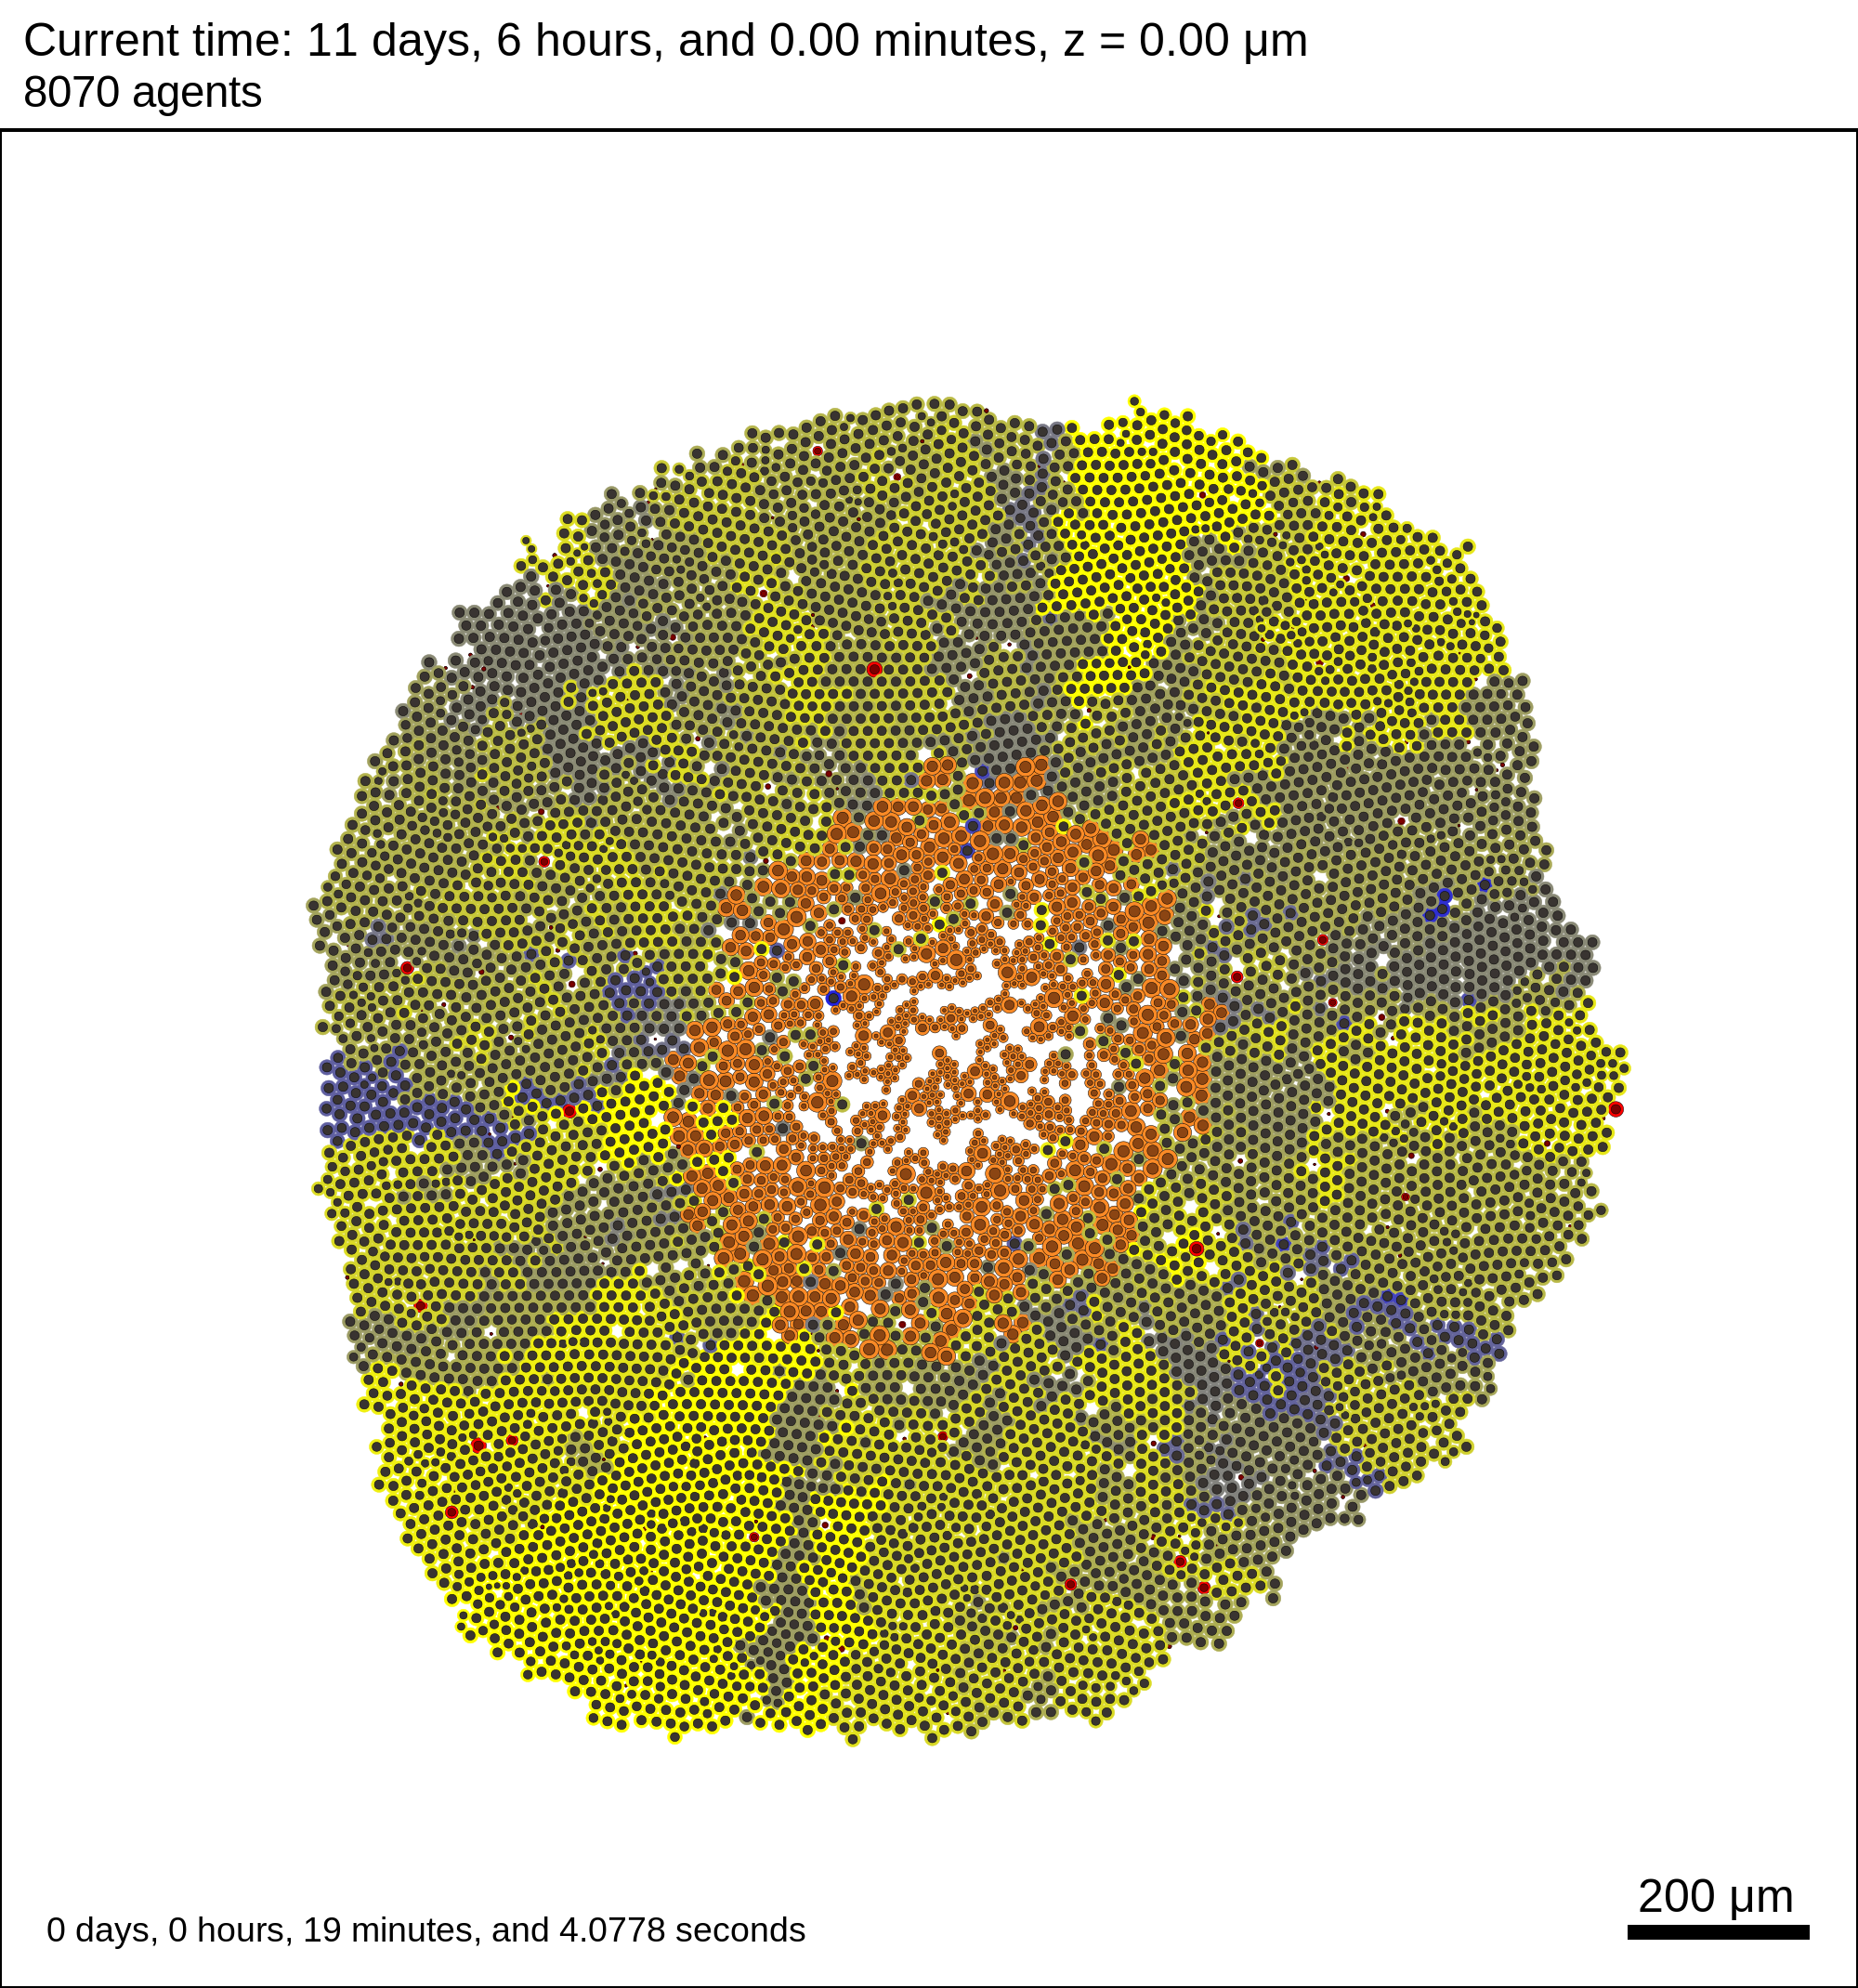 Current time: 11 days, 6 hours, and 0.00 minutes, z = 0.00 μm
8070 agents
200 μm
0 days, 0 hours, 19 minutes, and 4.0778 seconds